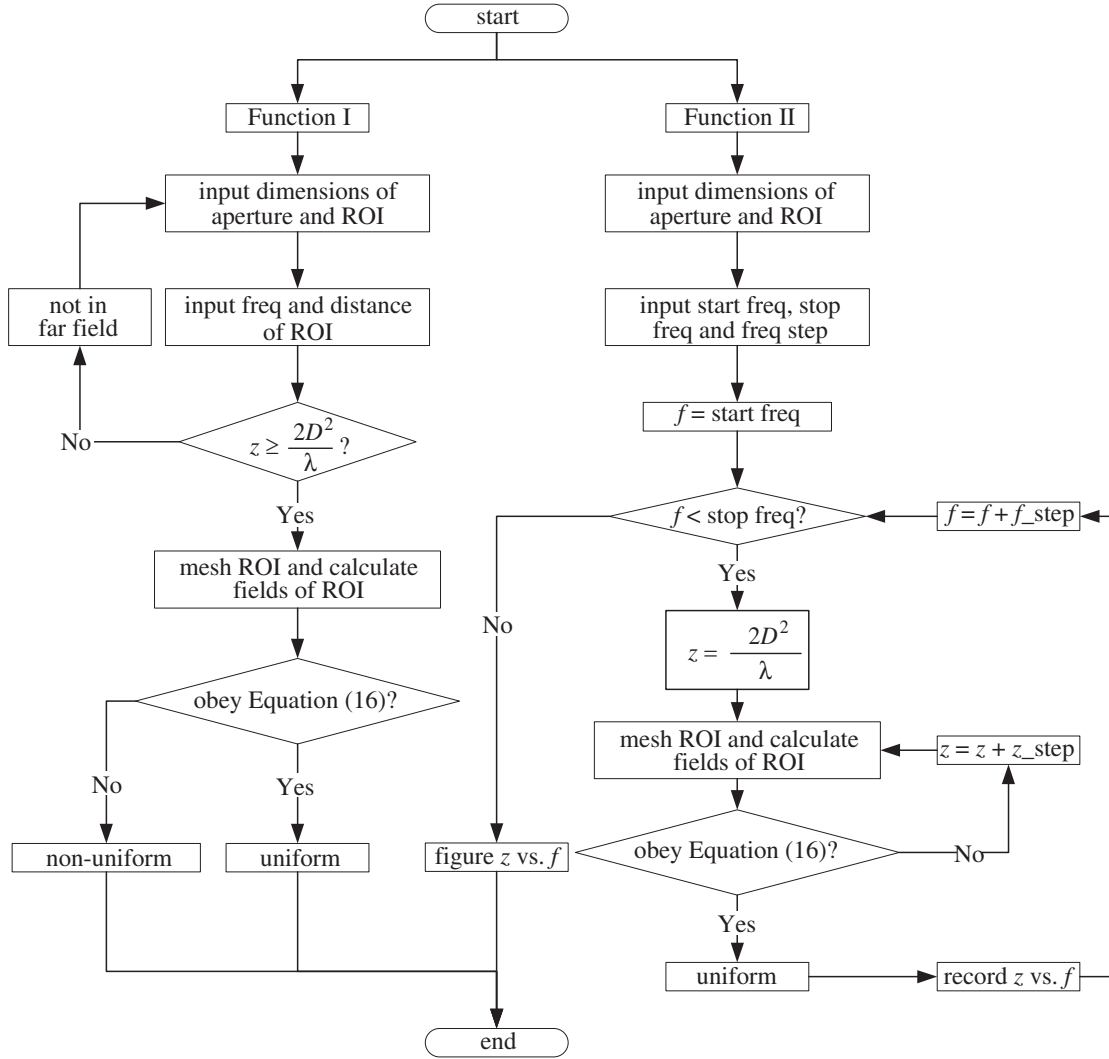 start
Function I
input dimensions of
aperture and ROI
not in
far field
input freq and distance
of ROI
No
z ≥ 2D²/λ ?
Yes
mesh ROI and calculate
fields of ROI
obey Equation (16)?
No
Yes
non-uniform
uniform
Function II
input dimensions of
aperture and ROI
input start freq, stop
freq and freq step
f = start freq
f < stop freq?
f = f + f_step
Yes
No
z = 2D²/λ
mesh ROI and calculate
fields of ROI
z = z + z_step
obey Equation (16)?
No
figure z vs. f
Yes
uniform
record z vs. f
end